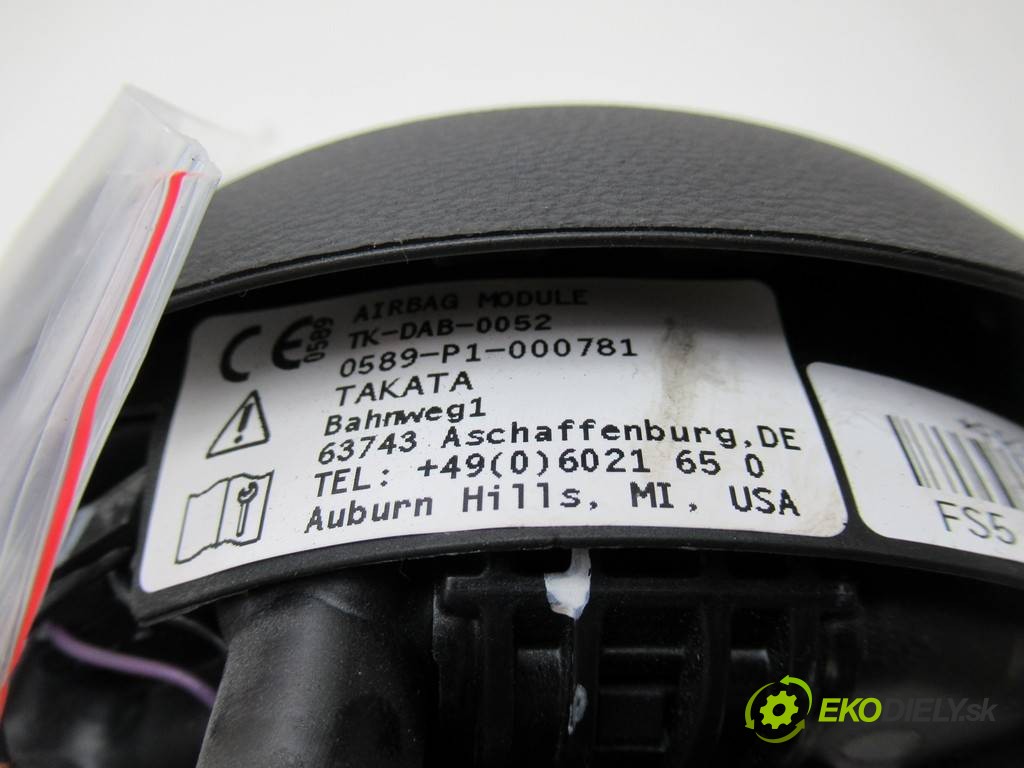 AIRBAG MODULE
CE 0589
TK-DAB-0052
0589-P1-000781
TAKATA
Bahnweg1
63743 Aschaffenburg,DE
TEL: +49(0)6021 65 0
Auburn Hills, MI, USA
FS5
EKODIELY.sk